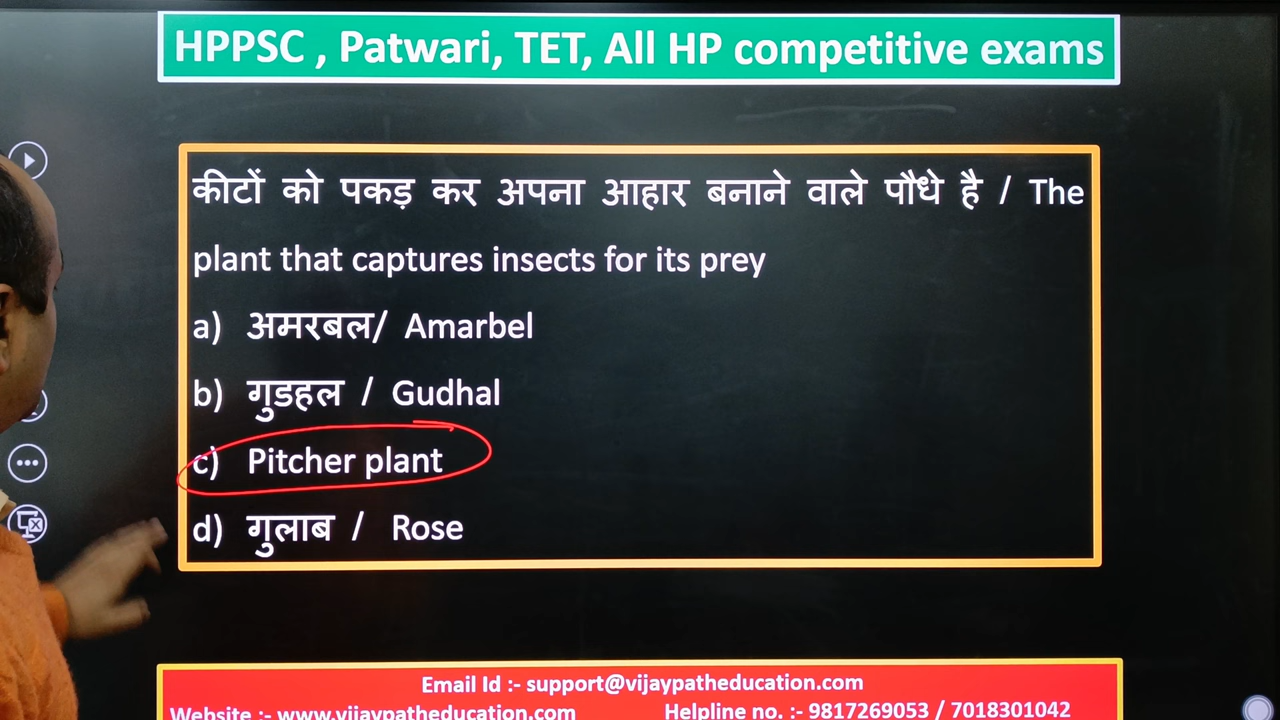 HPPSC , Patwari, TET, All HP competitive exams
कीटों को पकड़ कर अपना आहार बनाने वाले पौधे है / The
plant that captures insects for its prey
a) अमरबल/ Amarbel
b) गुडहल / Gudhal
c) Pitcher plant
d) गुलाब / Rose
Email Id :- support@vijaypatheducation.com
Website :- www.vijaypatheducation.com Helpline no. :- 9817269053 / 7018301042